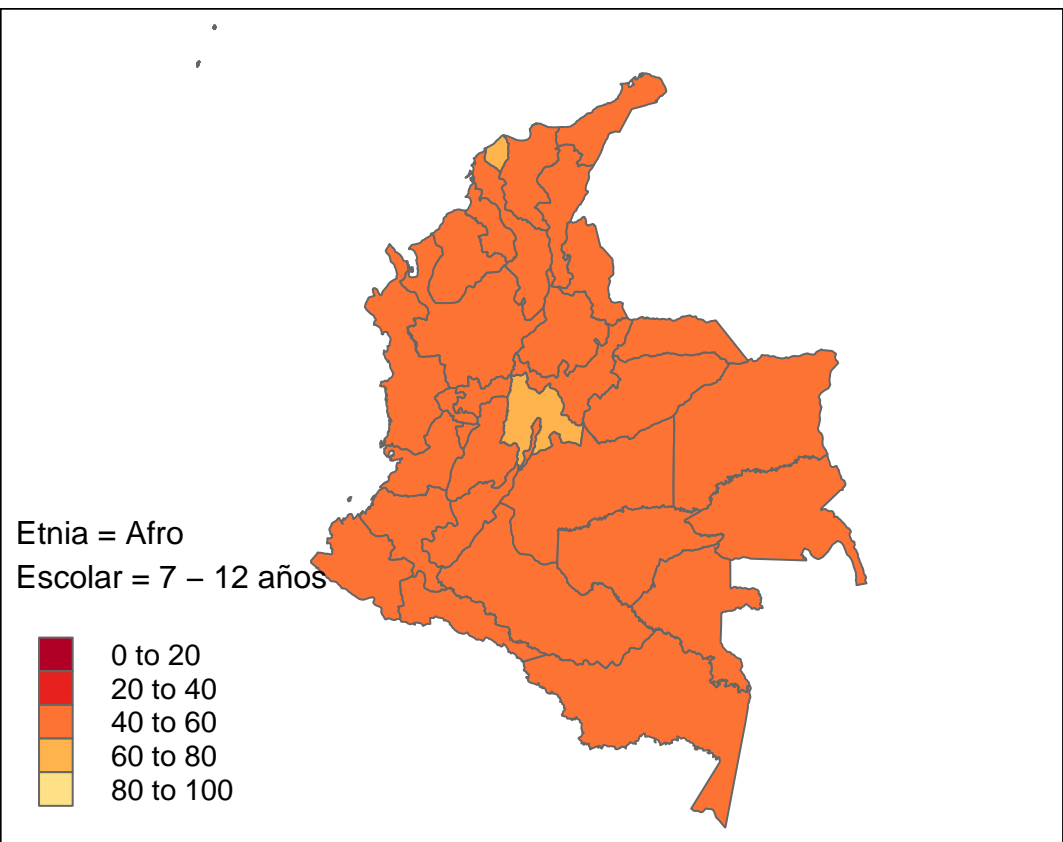 Etnia = Afro
Escolar = 7 – 12 años
0 to 20
20 to 40
40 to 60
60 to 80
80 to 100